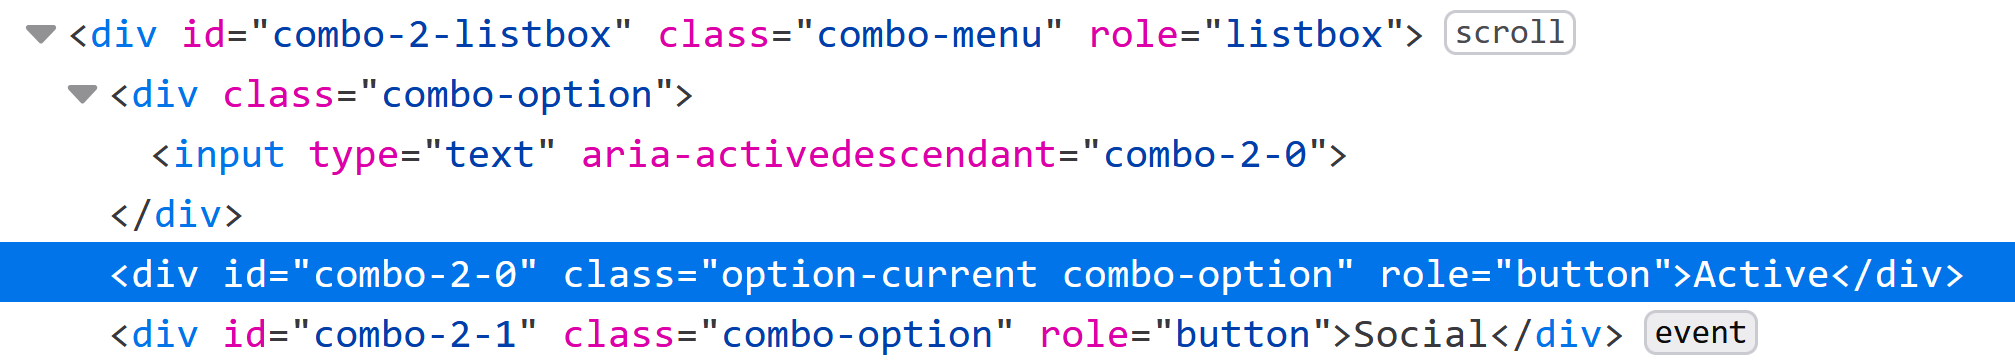 <div id="combo-2-listbox" class="combo-menu" role="listbox"> scroll
<div class="combo-option">
<input type="text" aria-activedescendant="combo-2-0">
</div>
<div id="combo-2-0" class="option-current combo-option" role="button">Active</div>
<div id="combo-2-1" class="combo-option" role="button">Social</div> event